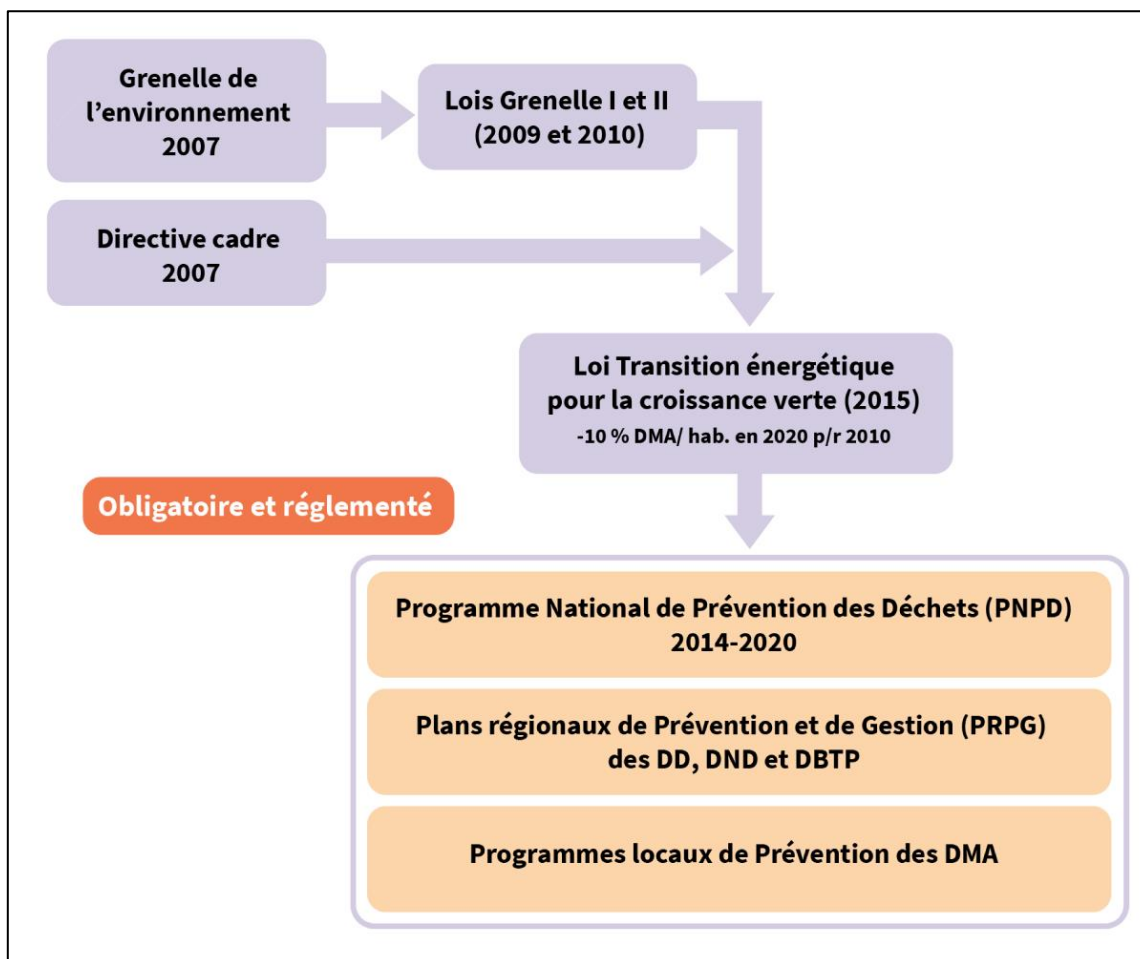 Grenelle de
l’environnement
2007
Lois Grenelle I et II
(2009 et 2010)
Directive cadre
2007
Loi Transition énergétique
pour la croissance verte (2015)
-10 % DMA/ hab. en 2020 p/r 2010
Obligatoire et réglementé
Programme National de Prévention des Déchets (PNPD)
2014-2020
Plans régionaux de Prévention et de Gestion (PRPG)
des DD, DND et DBTP
Programmes locaux de Prévention des DMA